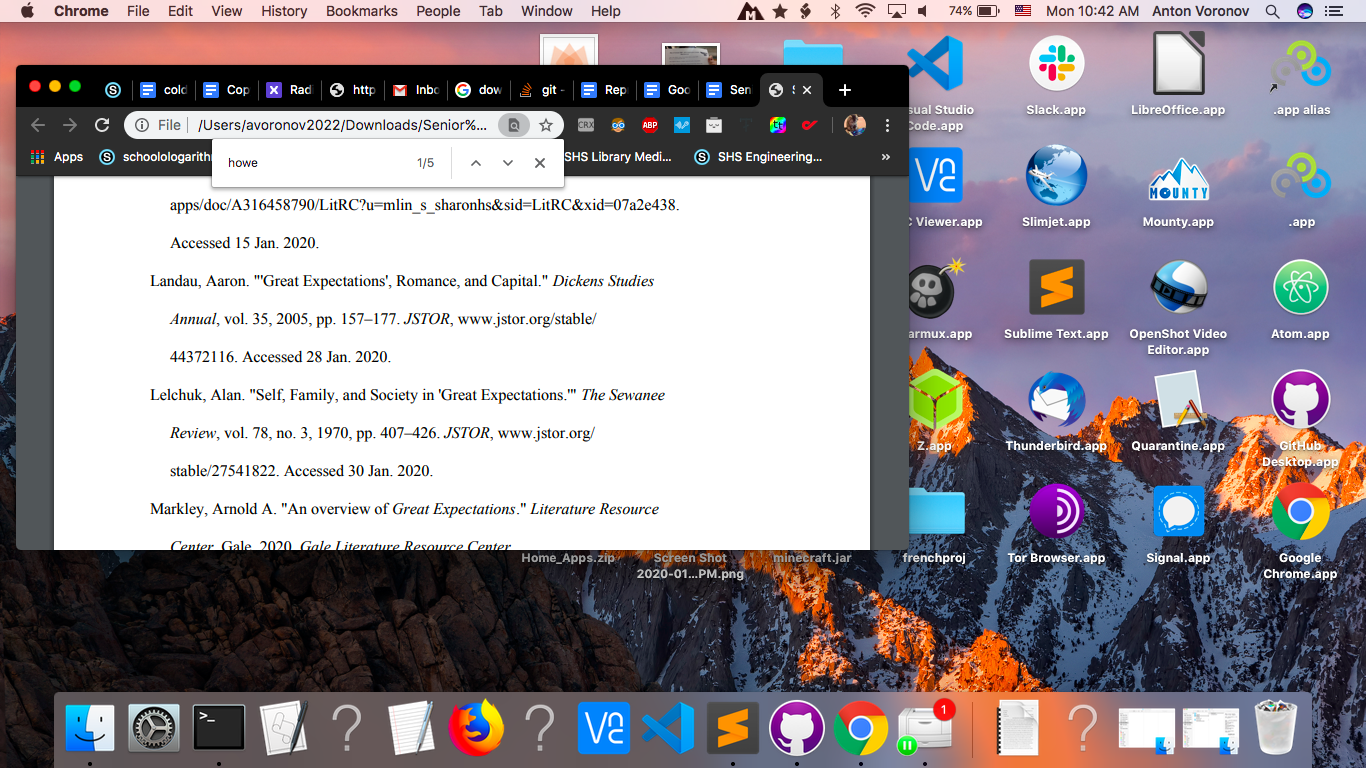 Chrome File Edit View History Bookmarks People Tab Window Help 74% Mon 10:42 AM Anton Voronov
cold Cop Rad http Inbo dow git - Rep Goo Sen
File /Users/avoronov2022/Downloads/Senior%...
CRX ABP
Apps schoologarithm SHS Library Medi... SHS Engineering... »
howe 1/5
apps/doc/A316458790/LitRC?u=mlin_s_sharonhs&sid=LitRC&xid=07a2e438.
Accessed 15 Jan. 2020.
Landau, Aaron. "'Great Expectations', Romance, and Capital." Dickens Studies
Annual, vol. 35, 2005, pp. 157–177. JSTOR, www.jstor.org/stable/
44372116. Accessed 28 Jan. 2020.
Lelchuk, Alan. "Self, Family, and Society in 'Great Expectations.'" The Sewanee
Review, vol. 78, no. 3, 1970, pp. 407–426. JSTOR, www.jstor.org/
stable/27541822. Accessed 30 Jan. 2020.
Markley, Arnold A. "An overview of Great Expectations." Literature Resource
Center, Gale, 2020. Gale Literature Resource Center,
sual Studio
Code.app
Slack.app
LibreOffice.app
.app alias
C Viewer.app
Slimjet.app
MOUNTY
Mounty.app
.app
armux.app
Sublime Text.app
OpenShot Video
Editor.app
Atom.app
Z.app
Thunderbird.app
Quarantine.app
GitHub
Desktop.app
Home_Apps.zip
Screen Shot
2020-01...PM.png
minecraft.jar
frenchproj
Tor Browser.app
Signal.app
Google
Chrome.app
1